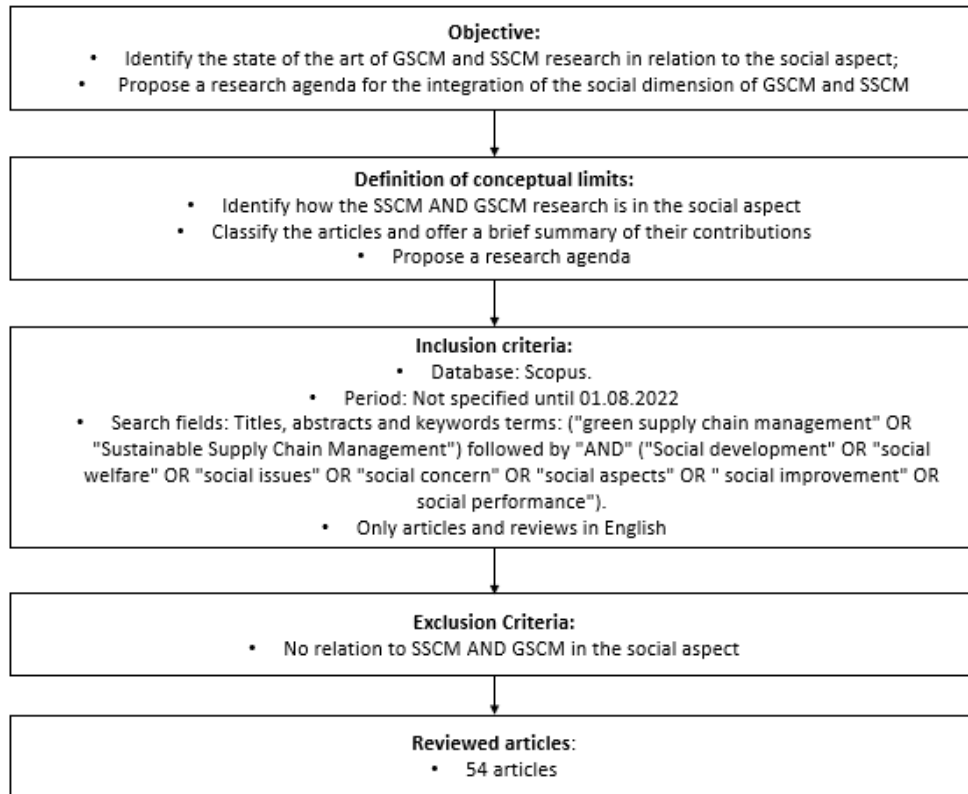 Objective:
• Identify the state of the art of GSCM and SSCM research in relation to the social aspect;
• Propose a research agenda for the integration of the social dimension of GSCM and SSCM
Definition of conceptual limits:
• Identify how the SSCM AND GSCM research is in the social aspect
• Classify the articles and offer a brief summary of their contributions
• Propose a research agenda
Inclusion criteria:
• Database: Scopus.
• Period: Not specified until 01.08.2022
• Search fields: Titles, abstracts and keywords terms: ("green supply chain management" OR
"Sustainable Supply Chain Management") followed by "AND" ("Social development" OR "social
welfare" OR "social issues" OR "social concern" OR "social aspects" OR " social improvement" OR
social performance").
• Only articles and reviews in English
Exclusion Criteria:
• No relation to SSCM AND GSCM in the social aspect
Reviewed articles:
• 54 articles